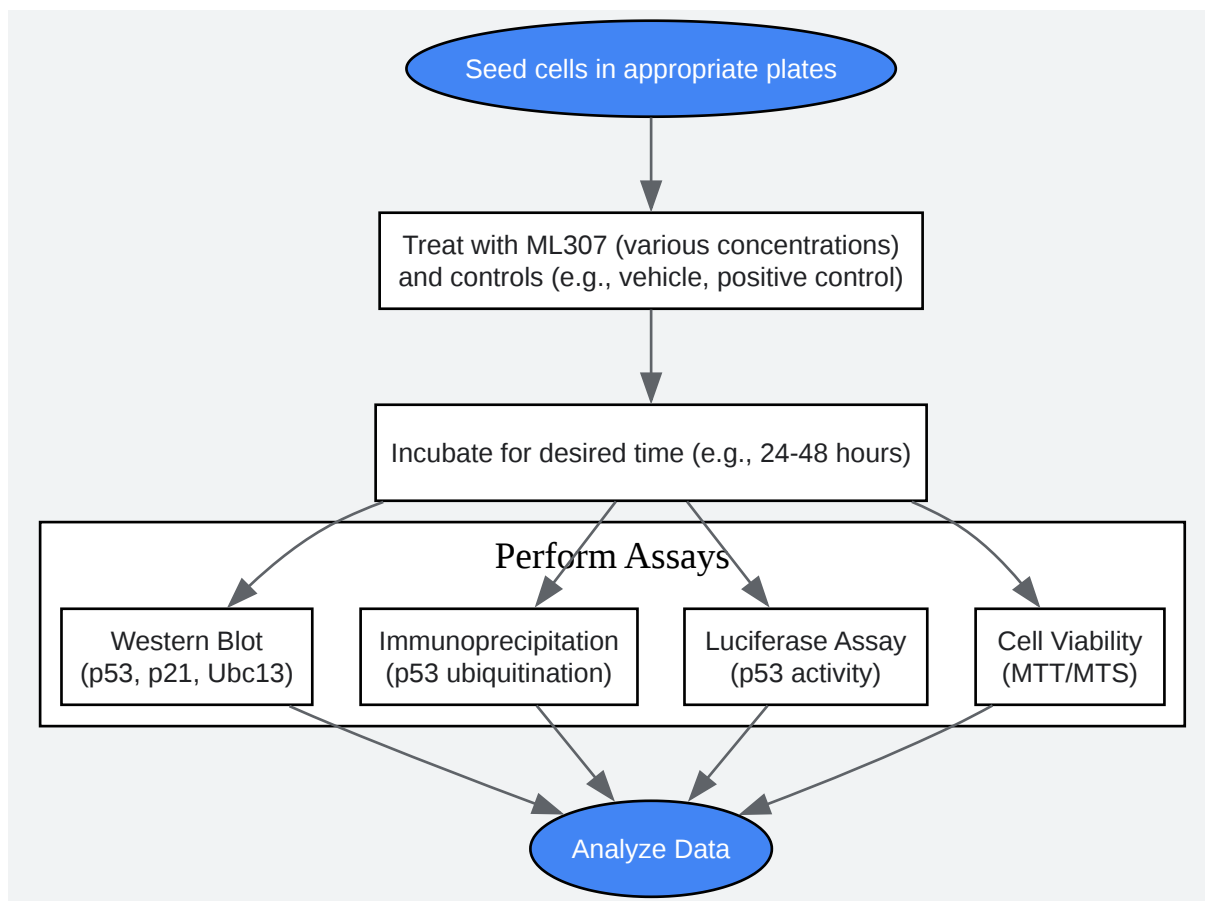 Seed cells in appropriate plates
Treat with ML307 (various concentrations)
and controls (e.g., vehicle, positive control)
Incubate for desired time (e.g., 24-48 hours)
Perform Assays
Western Blot
(p53, p21, Ubc13)
Immunoprecipitation
(p53 ubiquitination)
Luciferase Assay
(p53 activity)
Cell Viability
(MTT/MTS)
Analyze Data